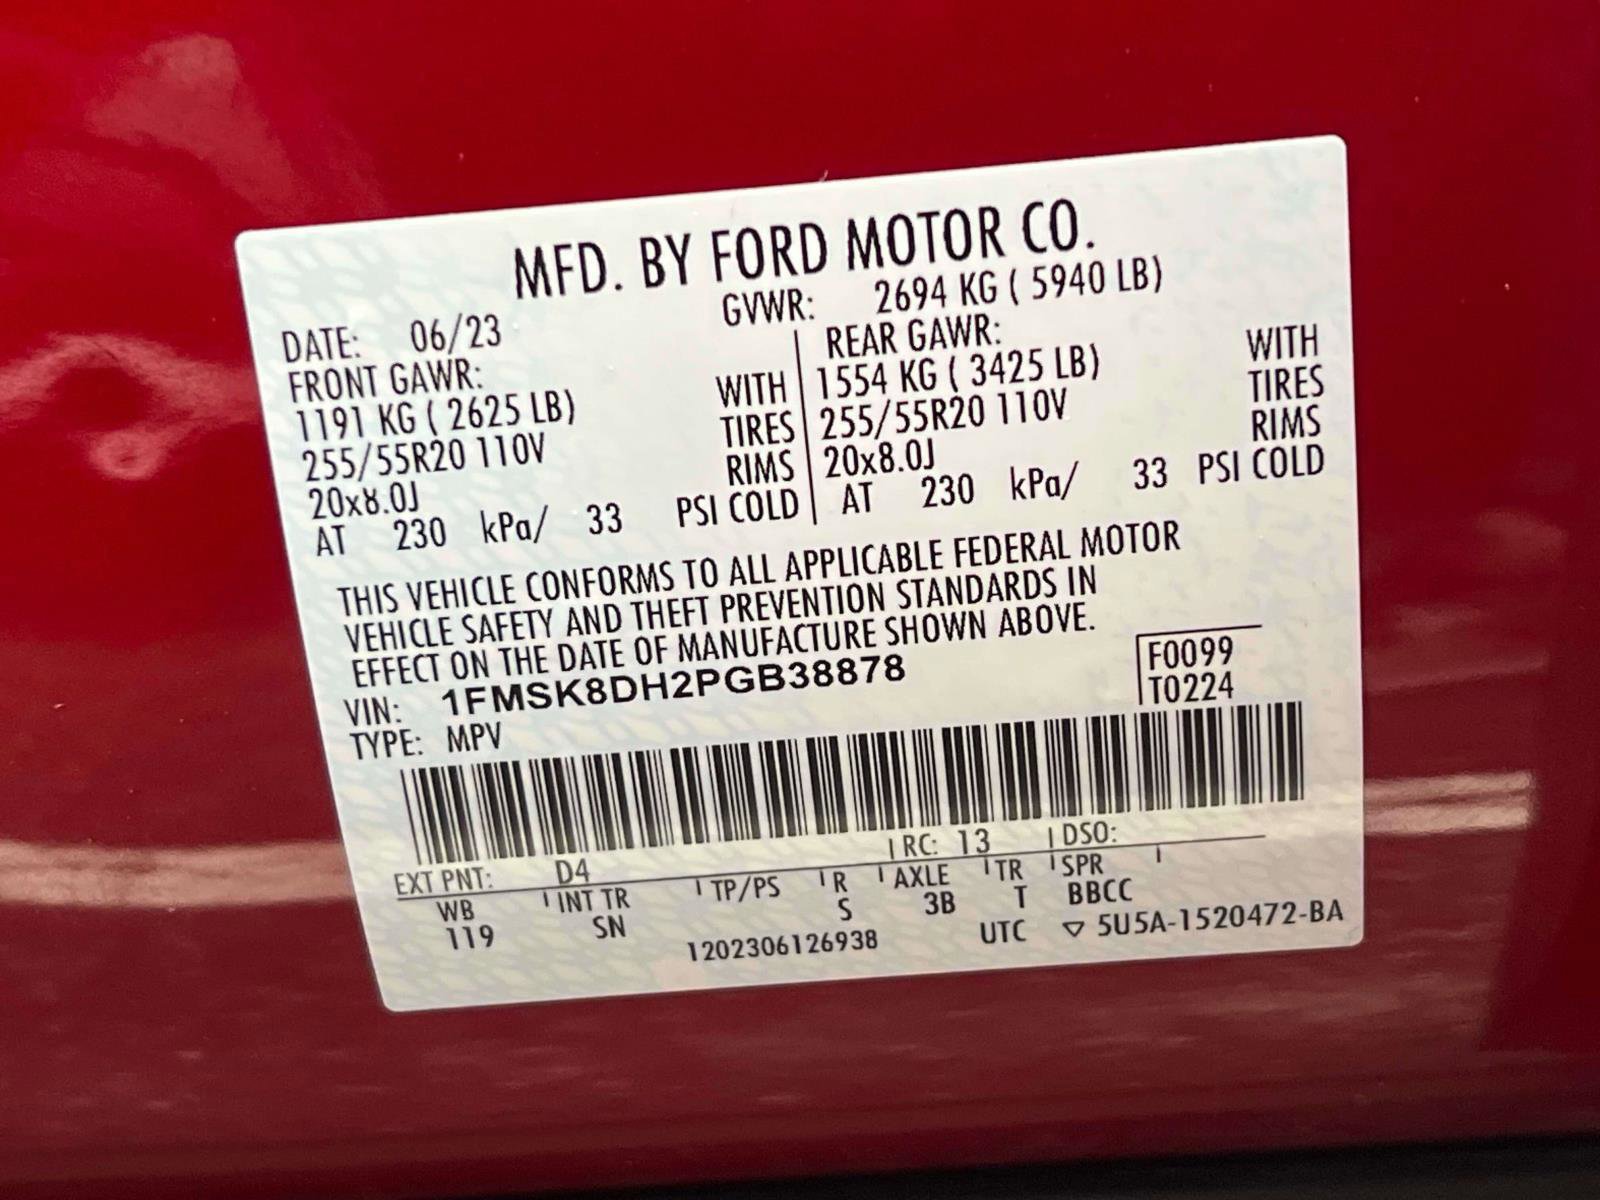 MFD. BY FORD MOTOR CO.
DATE: 06/23 GVWR: 2694 KG ( 5940 LB)
FRONT GAWR: REAR GAWR:
1191 KG ( 2625 LB) WITH 1554 KG ( 3425 LB) WITH
255/55R20 110V TIRES 255/55R20 110V TIRES
20x8.0J RIMS 20x8.0J RIMS
AT 230 kPa/ 33 PSI COLD AT 230 kPa/ 33 PSI COLD
THIS VEHICLE CONFORMS TO ALL APPLICABLE FEDERAL MOTOR
VEHICLE SAFETY AND THEFT PREVENTION STANDARDS IN
EFFECT ON THE DATE OF MANUFACTURE SHOWN ABOVE.
VIN: 1FMSK8DH2PGB38878 F0099
TYPE: MPV T0224
EXT PNT: D4 RC: 13 DSO:
WB INT TR TP/PS R AXLE TR SPR
119 SN S 3B T BBCC
1202306126938 UTC ▽ 5U5A-1520472-BA